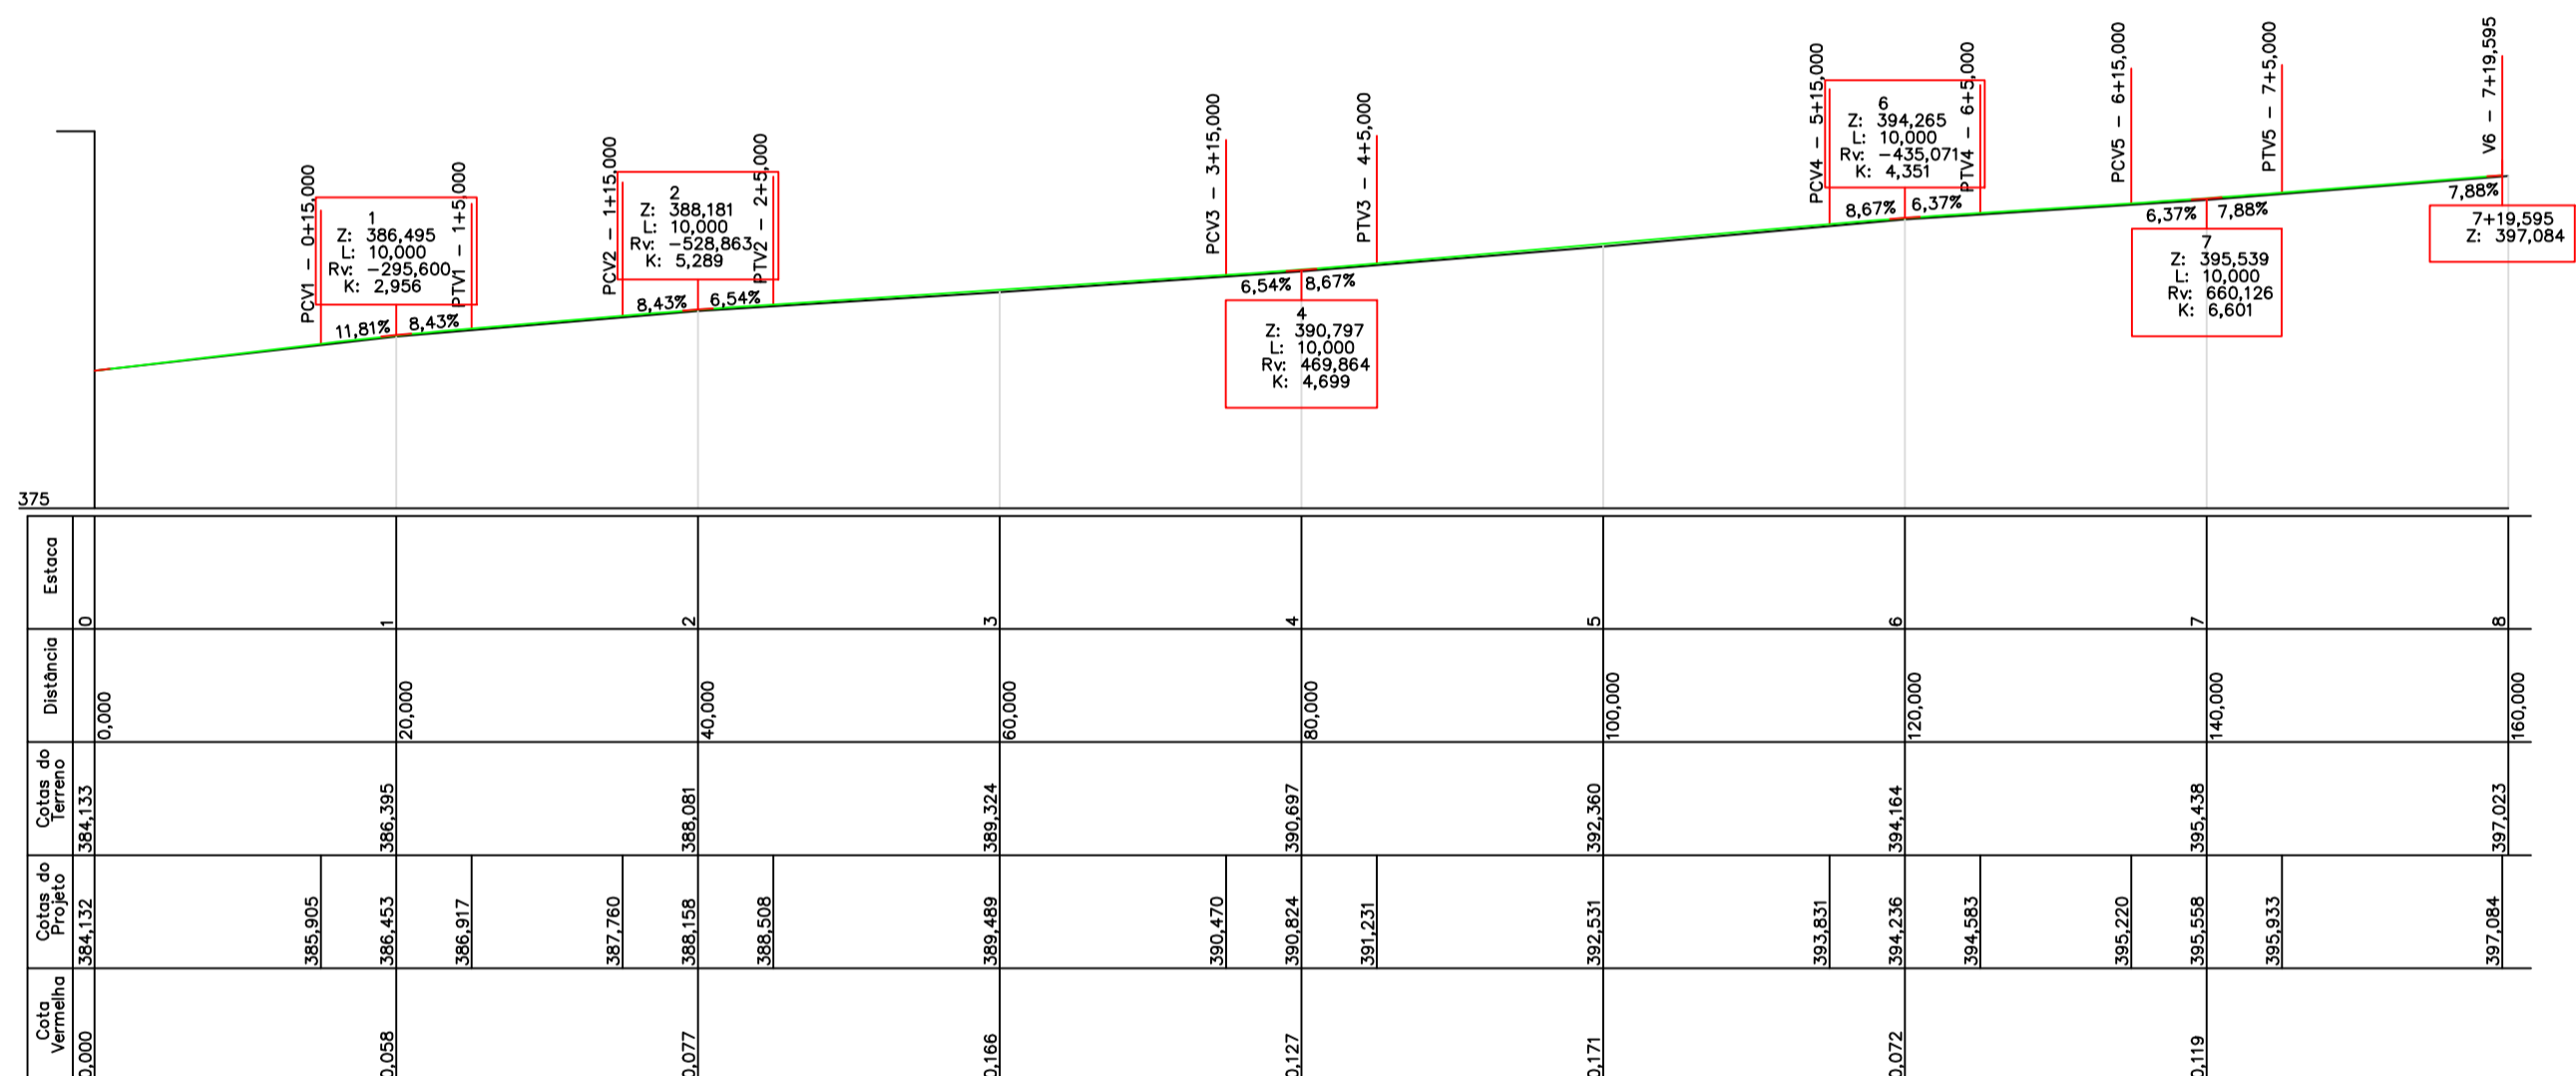 PCV1 - 0+15,000
1
Z: 386,495
L: 10,000
Rv: -295,600
K: 2,956
PTV1 - 1+5,000
11,81%
8,43%
PCV2 - 1+15,000
2
Z: 388,181
L: 10,000
Rv: -528,863
K: 5,289
PTV2 - 2+5,000
8,43%
6,54%
PCV3 - 3+15,000
PTV3 - 4+5,000
6,54%
8,67%
4
Z: 390,797
L: 10,000
Rv: 469,864
K: 4,699
PCV4 - 5+15,000
6
Z: 394,265
L: 10,000
Rv: -435,071
K: 4,351
PTV4 - 6+5,000
8,67%
6,37%
PCV5 - 6+15,000
PTV5 - 7+5,000
6,37%
7,88%
7
Z: 395,539
L: 10,000
Rv: 660,126
K: 6,601
V6 - 7+19,595
7,88%
7+19,595
Z: 397,084
375
Estaca
0
1
2
3
4
5
6
7
8
Distância
0,000
20,000
40,000
60,000
80,000
100,000
120,000
140,000
160,000
Cotas do
Terreno
384,133
386,395
388,081
389,324
390,697
392,360
394,164
395,438
397,023
Cotas do
Projeto
384,132
385,905
386,453
386,917
387,760
388,158
388,508
389,489
390,470
390,824
391,231
392,531
393,831
394,236
394,583
395,220
395,558
395,933
397,084
Cota
Vermelha
0,000
0,058
0,077
0,166
0,127
0,171
0,072
0,119